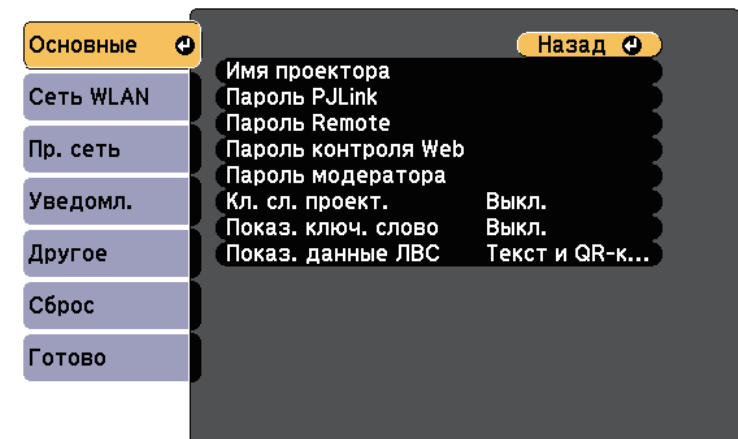 Основные
Сеть WLAN
Пр. сеть
Уведомл.
Другое
Сброс
Готово
Назад
Имя проектора
Пароль PJLink
Пароль Remote
Пароль контроля Web
Пароль модератора
Кл. сл. проект. Выкл.
Показ. ключ. слово Выкл.
Показ. данные ЛВС Текст и QR-к...